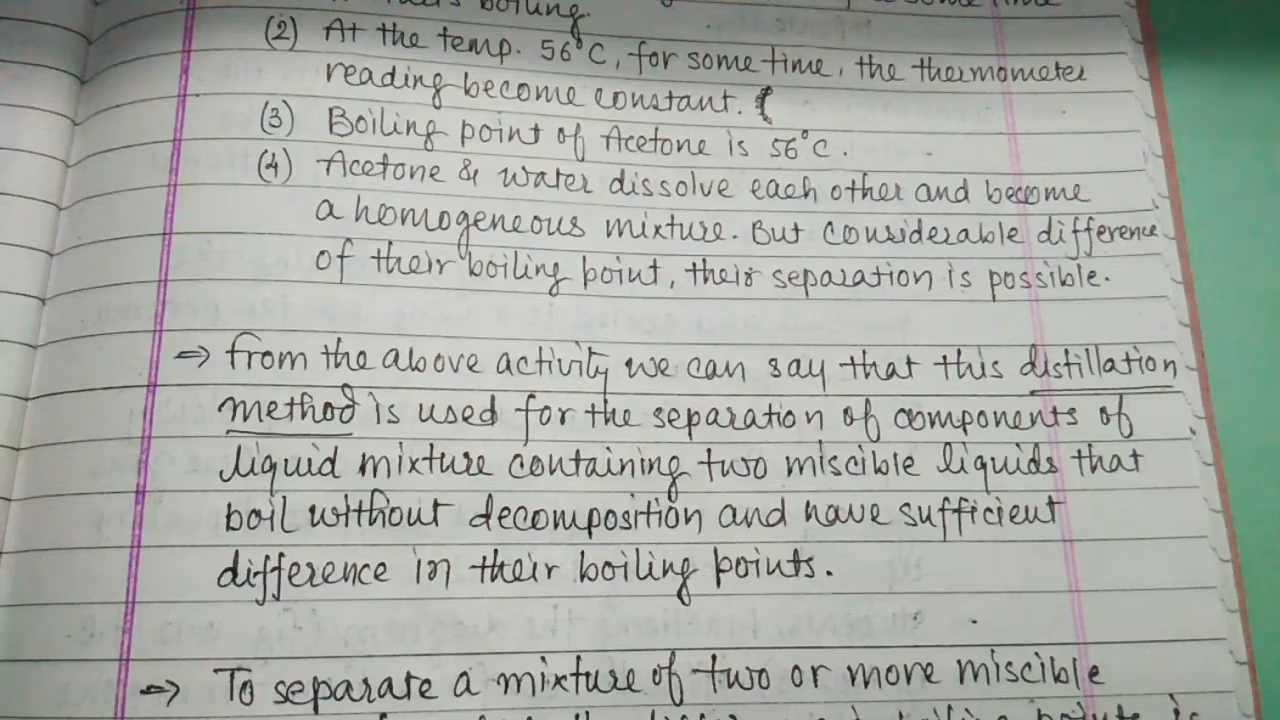 boiling.
(2) At the temp. 56°C, for some time, the thermometer
reading become constant.
(3) Boiling point of Acetone is 56°C.
(4) Acetone & water dissolve each other and become
a homogeneous mixture. But considerable difference
of their boiling point, their separation is possible.
⇒ from the above activity we can say that this distillation
method is used for the separation of components of
liquid mixture containing two miscible liquids that
boil without decomposition and have sufficient
difference in their boiling points.
⇒ To separate a mixture of two or more miscible